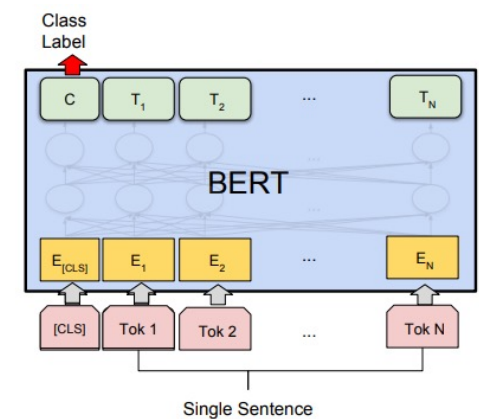 Class
Label
C T1 T2 ... TN
...
BERT
...
E[CLS] E1 E2 ... EN
[CLS] Tok 1 Tok 2 ... Tok N
Single Sentence